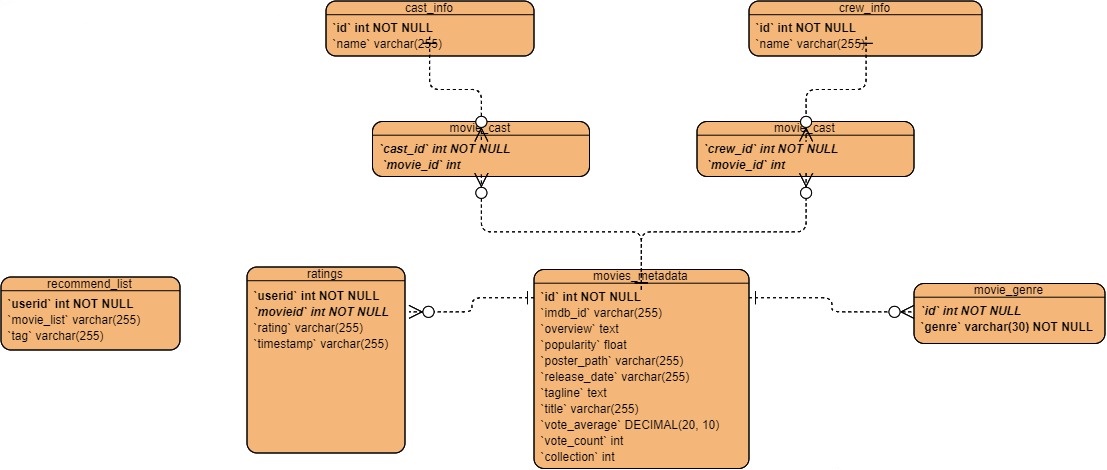 cast_info
`id` int NOT NULL
`name` varchar(255)
crew_info
`id` int NOT NULL
`name` varchar(255)
movie_cast
`cast_id` int NOT NULL
`movie_id` int
movie_cast
`crew_id` int NOT NULL
`movie_id` int
recommend_list
`userid` int NOT NULL
`movie_list` varchar(255)
`tag` varchar(255)
ratings
`userid` int NOT NULL
`movieid` int NOT NULL
`rating` varchar(255)
`timestamp` varchar(255)
movies_metadata
`id` int NOT NULL
`imdb_id` varchar(255)
`overview` text
`popularity` float
`poster_path` varchar(255)
`release_date` varchar(255)
`tagline` text
`title` varchar(255)
`vote_average` DECIMAL(20, 10)
`vote_count` int
`collection` int
movie_genre
`id` int NOT NULL
`genre` varchar(30) NOT NULL